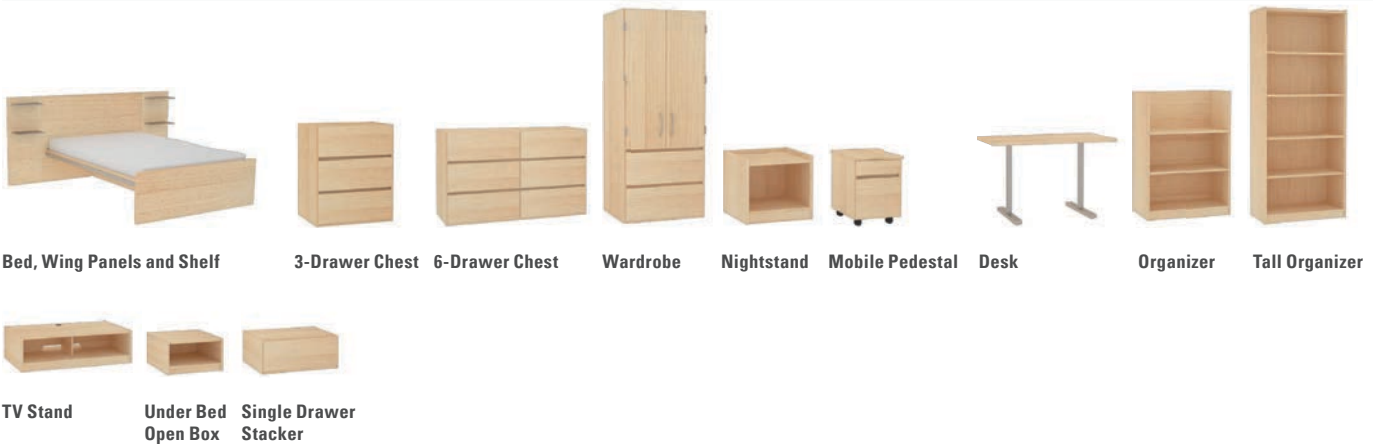 Bed, Wing Panels and Shelf
3-Drawer Chest
6-Drawer Chest
Wardrobe
Nightstand
Mobile Pedestal
Desk
Organizer
Tall Organizer
TV Stand
Under Bed
Open Box
Single Drawer
Stacker